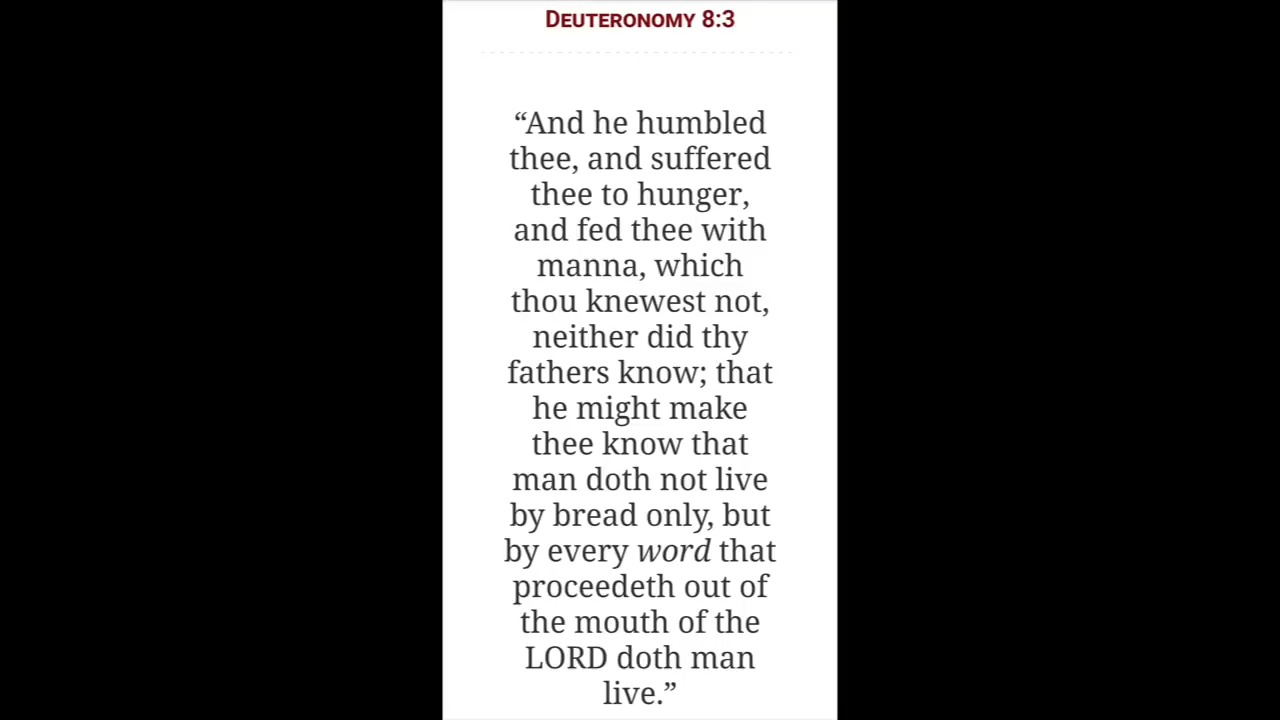 Deuteronomy 8:3
“And he humbled
thee, and suffered
thee to hunger,
and fed thee with
manna, which
thou knewest not,
neither did thy
fathers know; that
he might make
thee know that
man doth not live
by bread only, but
by every word that
proceedeth out of
the mouth of the
LORD doth man
live.”